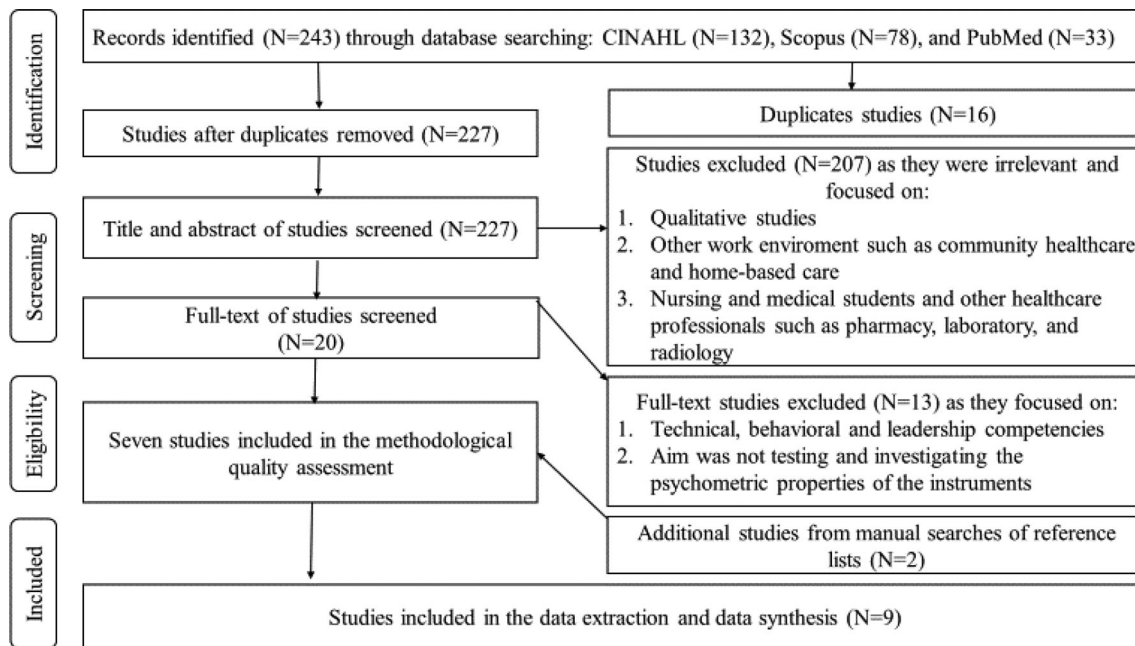 Identification
Records identified (N=243) through database searching: CINAHL (N=132), Scopus (N=78), and PubMed (N=33)
Studies after duplicates removed (N=227)
Duplicates studies (N=16)
Screening
Title and abstract of studies screened (N=227)
Studies excluded (N=207) as they were irrelevant and
focused on:
1. Qualitative studies
2. Other work enviroment such as community healthcare
and home-based care
3. Nursing and medical students and other healthcare
professionals such as pharmacy, laboratory, and
radiology
Full-text of studies screened
(N=20)
Eligibility
Full-text studies excluded (N=13) as they focused on:
1. Technical, behavioral and leadership competencies
2. Aim was not testing and investigating the
psychometric properties of the instruments
Seven studies included in the methodological
quality assessment
Additional studies from manual searches of reference
lists (N=2)
Included
Studies included in the data extraction and data synthesis (N=9)